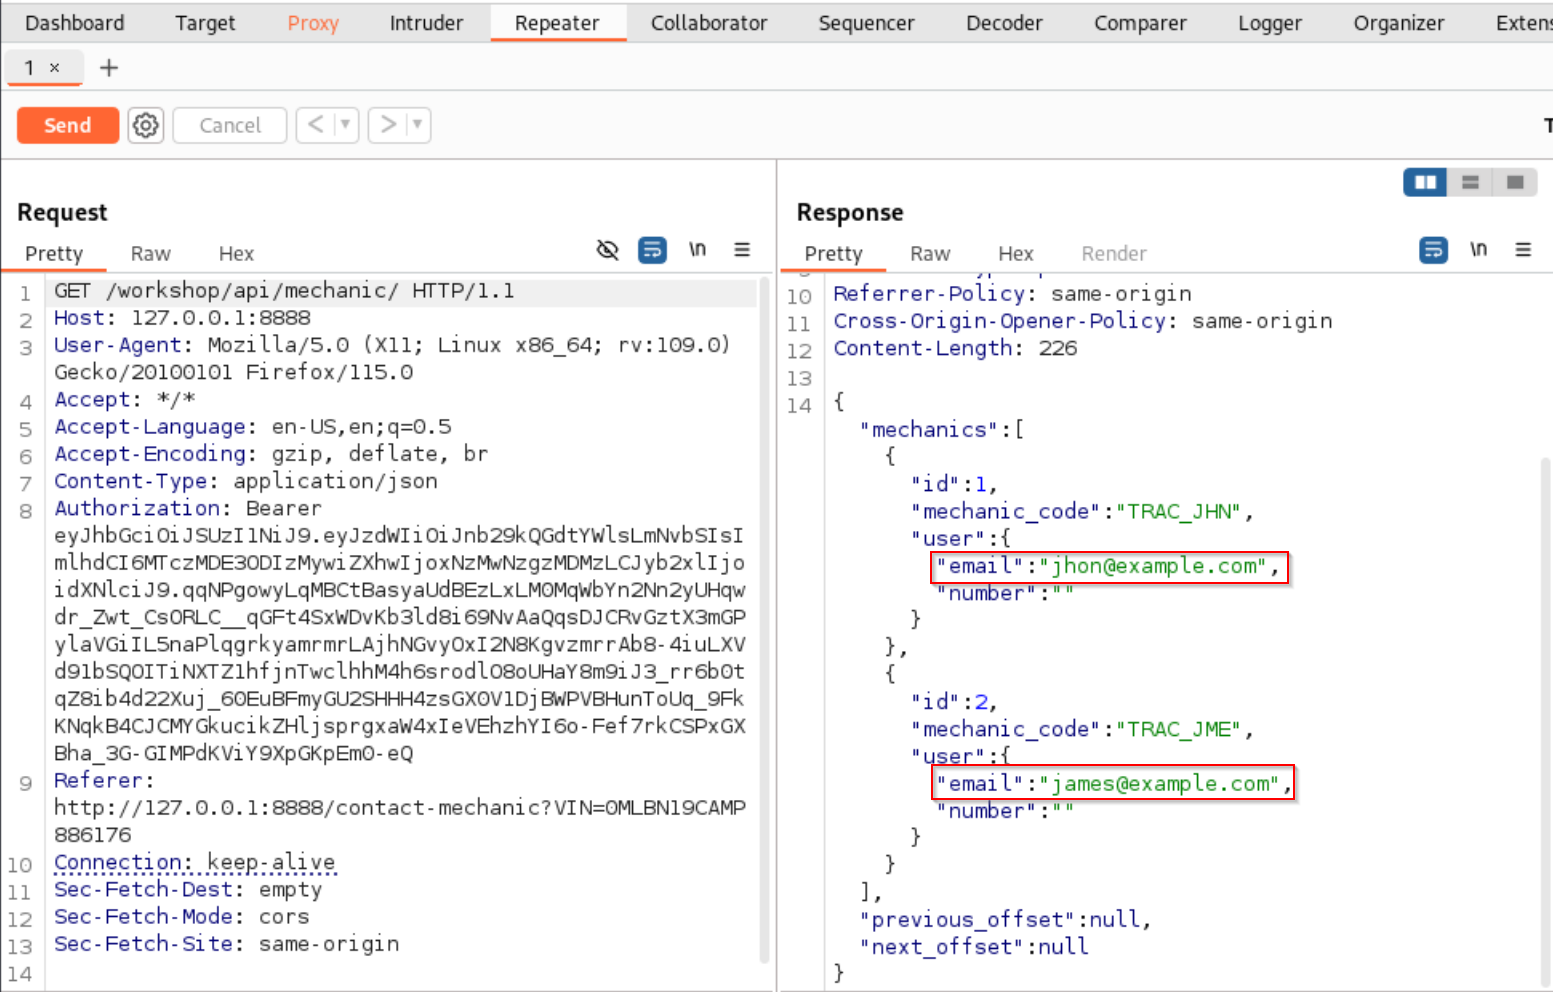 Dashboard Target Proxy Intruder Repeater Collaborator Sequencer Decoder Comparer Logger Organizer Extens
1 × +
Send Cancel < ▼ > ▼ T
Request
Pretty Raw Hex \n
1 GET /workshop/api/mechanic/ HTTP/1.1
2 Host: 127.0.0.1:8888
3 User-Agent: Mozilla/5.0 (X11; Linux x86_64; rv:109.0)
Gecko/20100101 Firefox/115.0
4 Accept: */*
5 Accept-Language: en-US,en;q=0.5
6 Accept-Encoding: gzip, deflate, br
7 Content-Type: application/json
8 Authorization: Bearer
eyJhbGciOiJSUzI1NiJ9.eyJzdWIiOiJnb29kQGdtYWlsLmNvbSIsI
mlhdCI6MTczMDE3ODIzMywiZXhwIjoxNzMwNzgzMDMzLCJyb2xlIjo
idXNlciJ9.qqNPgowyLqMBCtBasyaUdBEzLxLM0MqWbYn2Nn2yUHqw
dr_Zwt_CsORLC__qGFt4SxWDvKb3ld8i69NvAaQqsDJCRvGztX3mGP
ylaVGiIL5naPlqgrkyamrmrLAjhNGvyOxI2N8KgvzmrrAb8-4iuLXV
d91bSQOITiNXTZ1hfjnTwclhhM4h6srodlO8oUHaY8m9iJ3_rr6b0t
qZ8ib4d22Xuj_60EuBFmyGU2SHHH4zsGX0V1DjBWPVBHunToUq_9Fk
KNqkB4CJCMYGkucikZHljsprgxaW4xIeVEhzhYI6o-Fef7rkCSPxGX
Bha_3G-GIMPdKViY9XpGKpEmO-eQ
9 Referer:
http://127.0.0.1:8888/contact-mechanic?VIN=0MLBN19CAMP
886176
10 Connection: keep-alive
11 Sec-Fetch-Dest: empty
12 Sec-Fetch-Mode: cors
13 Sec-Fetch-Site: same-origin
14
Response
Pretty Raw Hex Render \n
10 Referrer-Policy: same-origin
11 Cross-Origin-Opener-Policy: same-origin
12 Content-Length: 226
13
14 {
"mechanics":[
{
"id":1,
"mechanic_code":"TRAC_JHN",
"user":{
"email":"jhon@example.com",
"number":""
}
},
{
"id":2,
"mechanic_code":"TRAC_JME",
"user":{
"email":"james@example.com",
"number":""
}
}
],
"previous_offset":null,
"next_offset":null
}